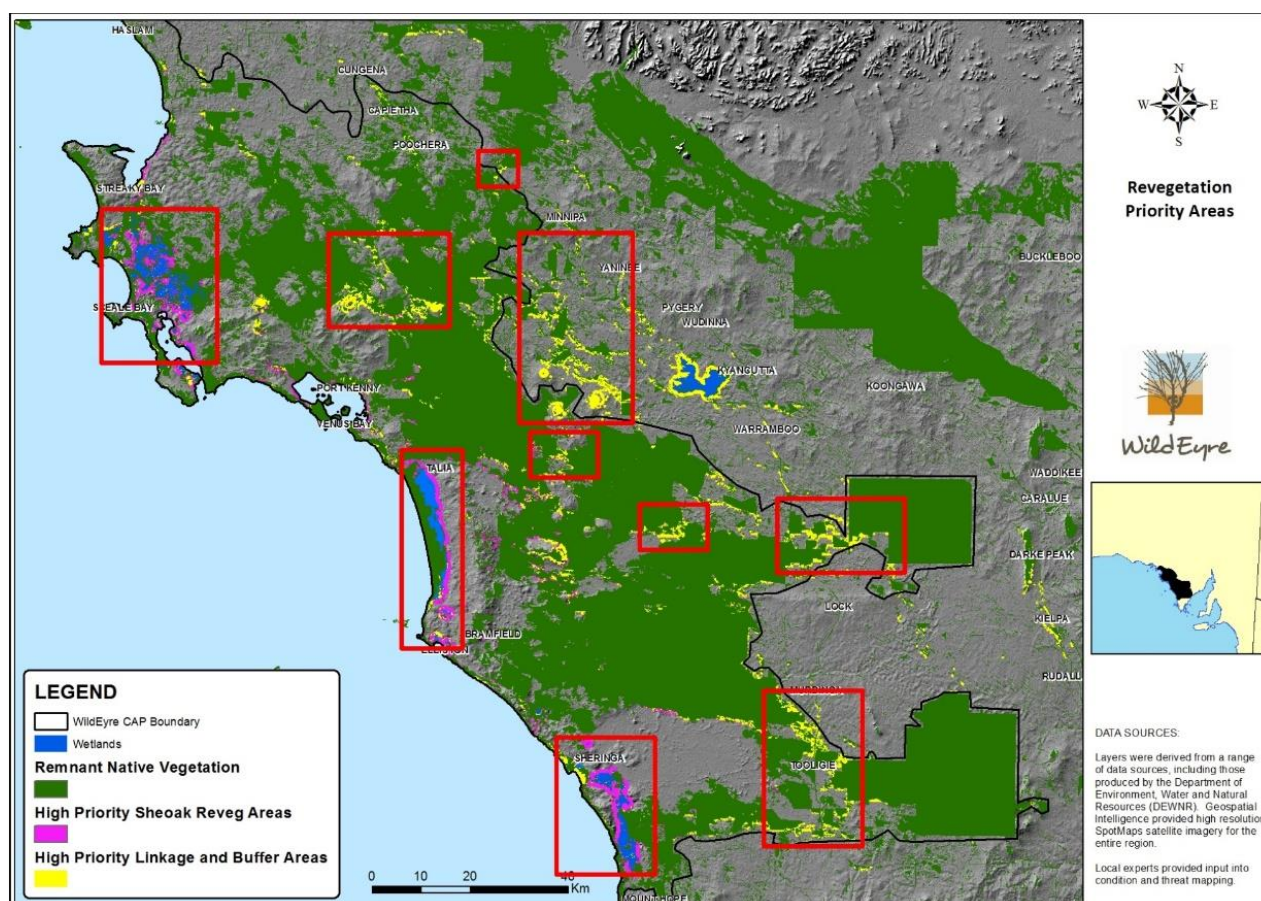 HASLAM
CUNGENA
CAPIETHA
POOCHERA
STREAKY BAY
MINNIPA
YANINEE
BUCKLEBOO
PYGERY
WUDINNA
SCEALE BAY
KYANCUTTA
KOONGAWA
PORT KENNY
VENUS BAY
WARRAMBOO
TALIA
WADDIKEE
CARALUE
DARKE PEAK
LOCK
KIELPA
BRAMFIELD
ELLISTON
RUDALL
MURDINGA
SHERINGA
TOOLIGIE
MOUNT HOPE
LEGEND
WildEyre CAP Boundary
Wetlands
Remnant Native Vegetation
High Priority Sheoak Reveg Areas
High Priority Linkage and Buffer Areas
0 10 20 40
Km
N
W E
S
Revegetation
Priority Areas
WildEyre
DATA SOURCES:
Layers were derived from a range
of data sources, including those
produced by the Department of
Environment, Water and Natural
Resources (DEWNR). Geospatial
Intelligence provided high resolution
SpotMaps satellite imagery for the
entire region.
Local experts provided input into
condition and threat mapping.